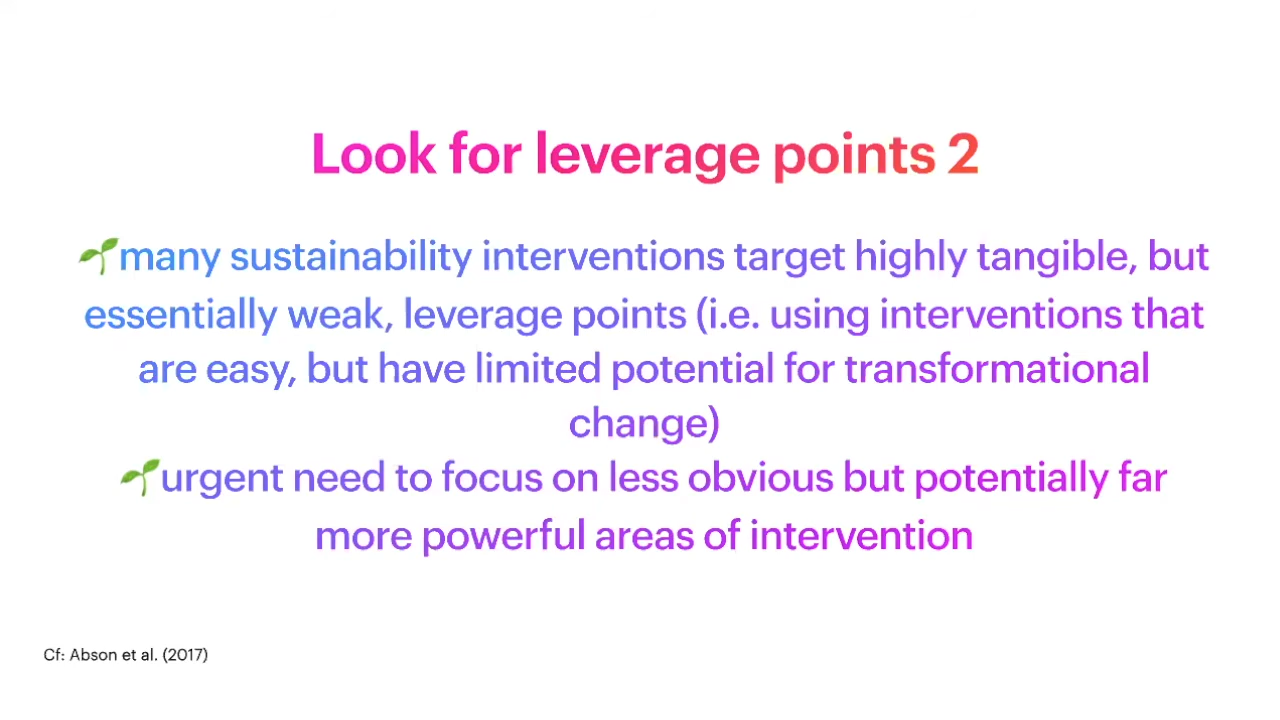 Look for leverage points 2
🌱many sustainability interventions target highly tangible, but
essentially weak, leverage points (i.e. using interventions that
are easy, but have limited potential for transformational
change)
🌱urgent need to focus on less obvious but potentially far
more powerful areas of intervention
Cf: Abson et al. (2017)